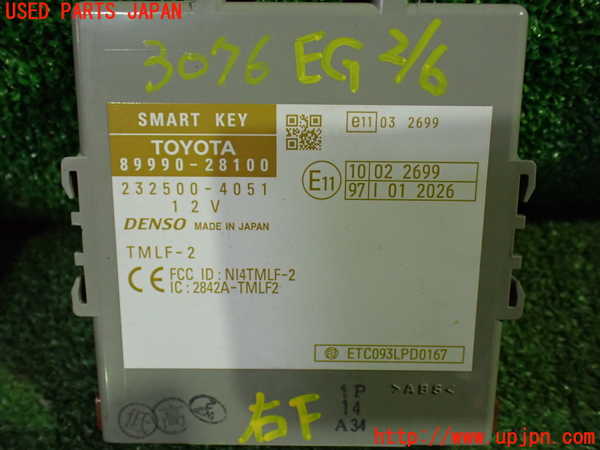 USED PARTS JAPAN
3076 EG 2/6
SMART KEY
TOYOTA
89990-28100
232500-4051
12V
DENSO MADE IN JAPAN
TMLF-2
CE FCC ID : NI4TMLF-2
IC : 2842A-TMLF2
e11 03 2699
E11 10 02 2699
97 I 01 2026
ETC093LPD0167
右F
1P
14
A34
>ABS<
http://www.upjpn.com